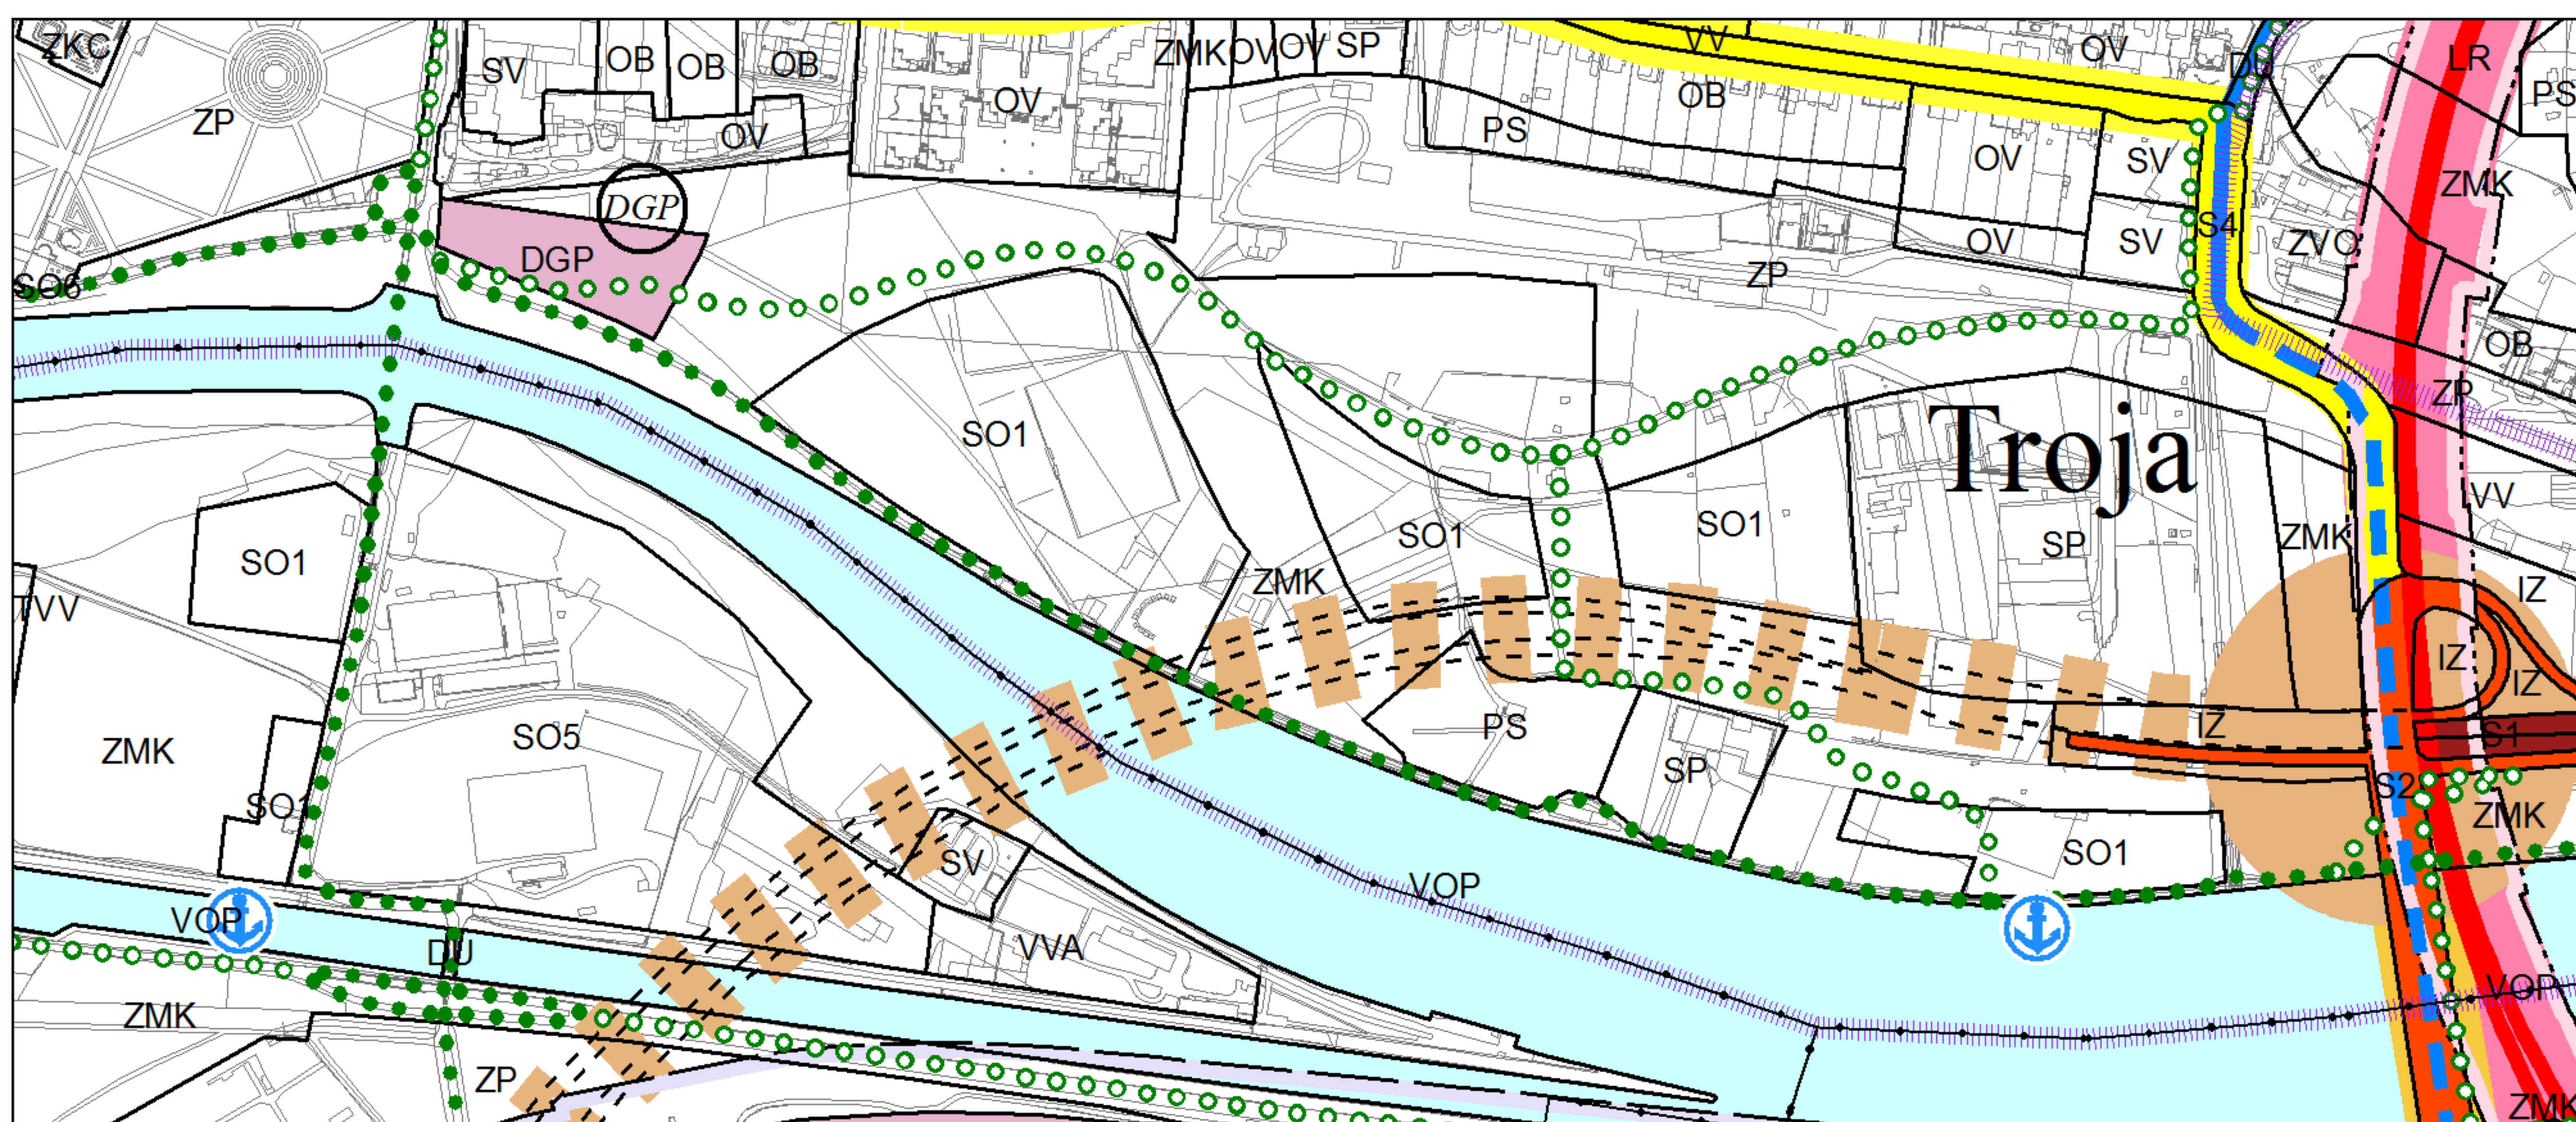 ZKC
SV
OB
OB
OB
ZMK
OV
OV
SP
VV
OV
DU
LR
PS
ZP
OV
OV
OB
PS
OV
SV
ZMK
DGP
DGP
S4
SV
OV
ZVO
SO6
ZP
OB
ZP
SO1
Troja
VV
SO1
SO1
SP
ZMK
SO1
ZMK
IZ
TVV
IZ
IZ
ZMK
SO5
PS
IZ
S1
SP
S2
SO1
ZMK
SV
SO1
VOP
VOP
DU
VVA
VOP
ZMK
ZP
ZMK